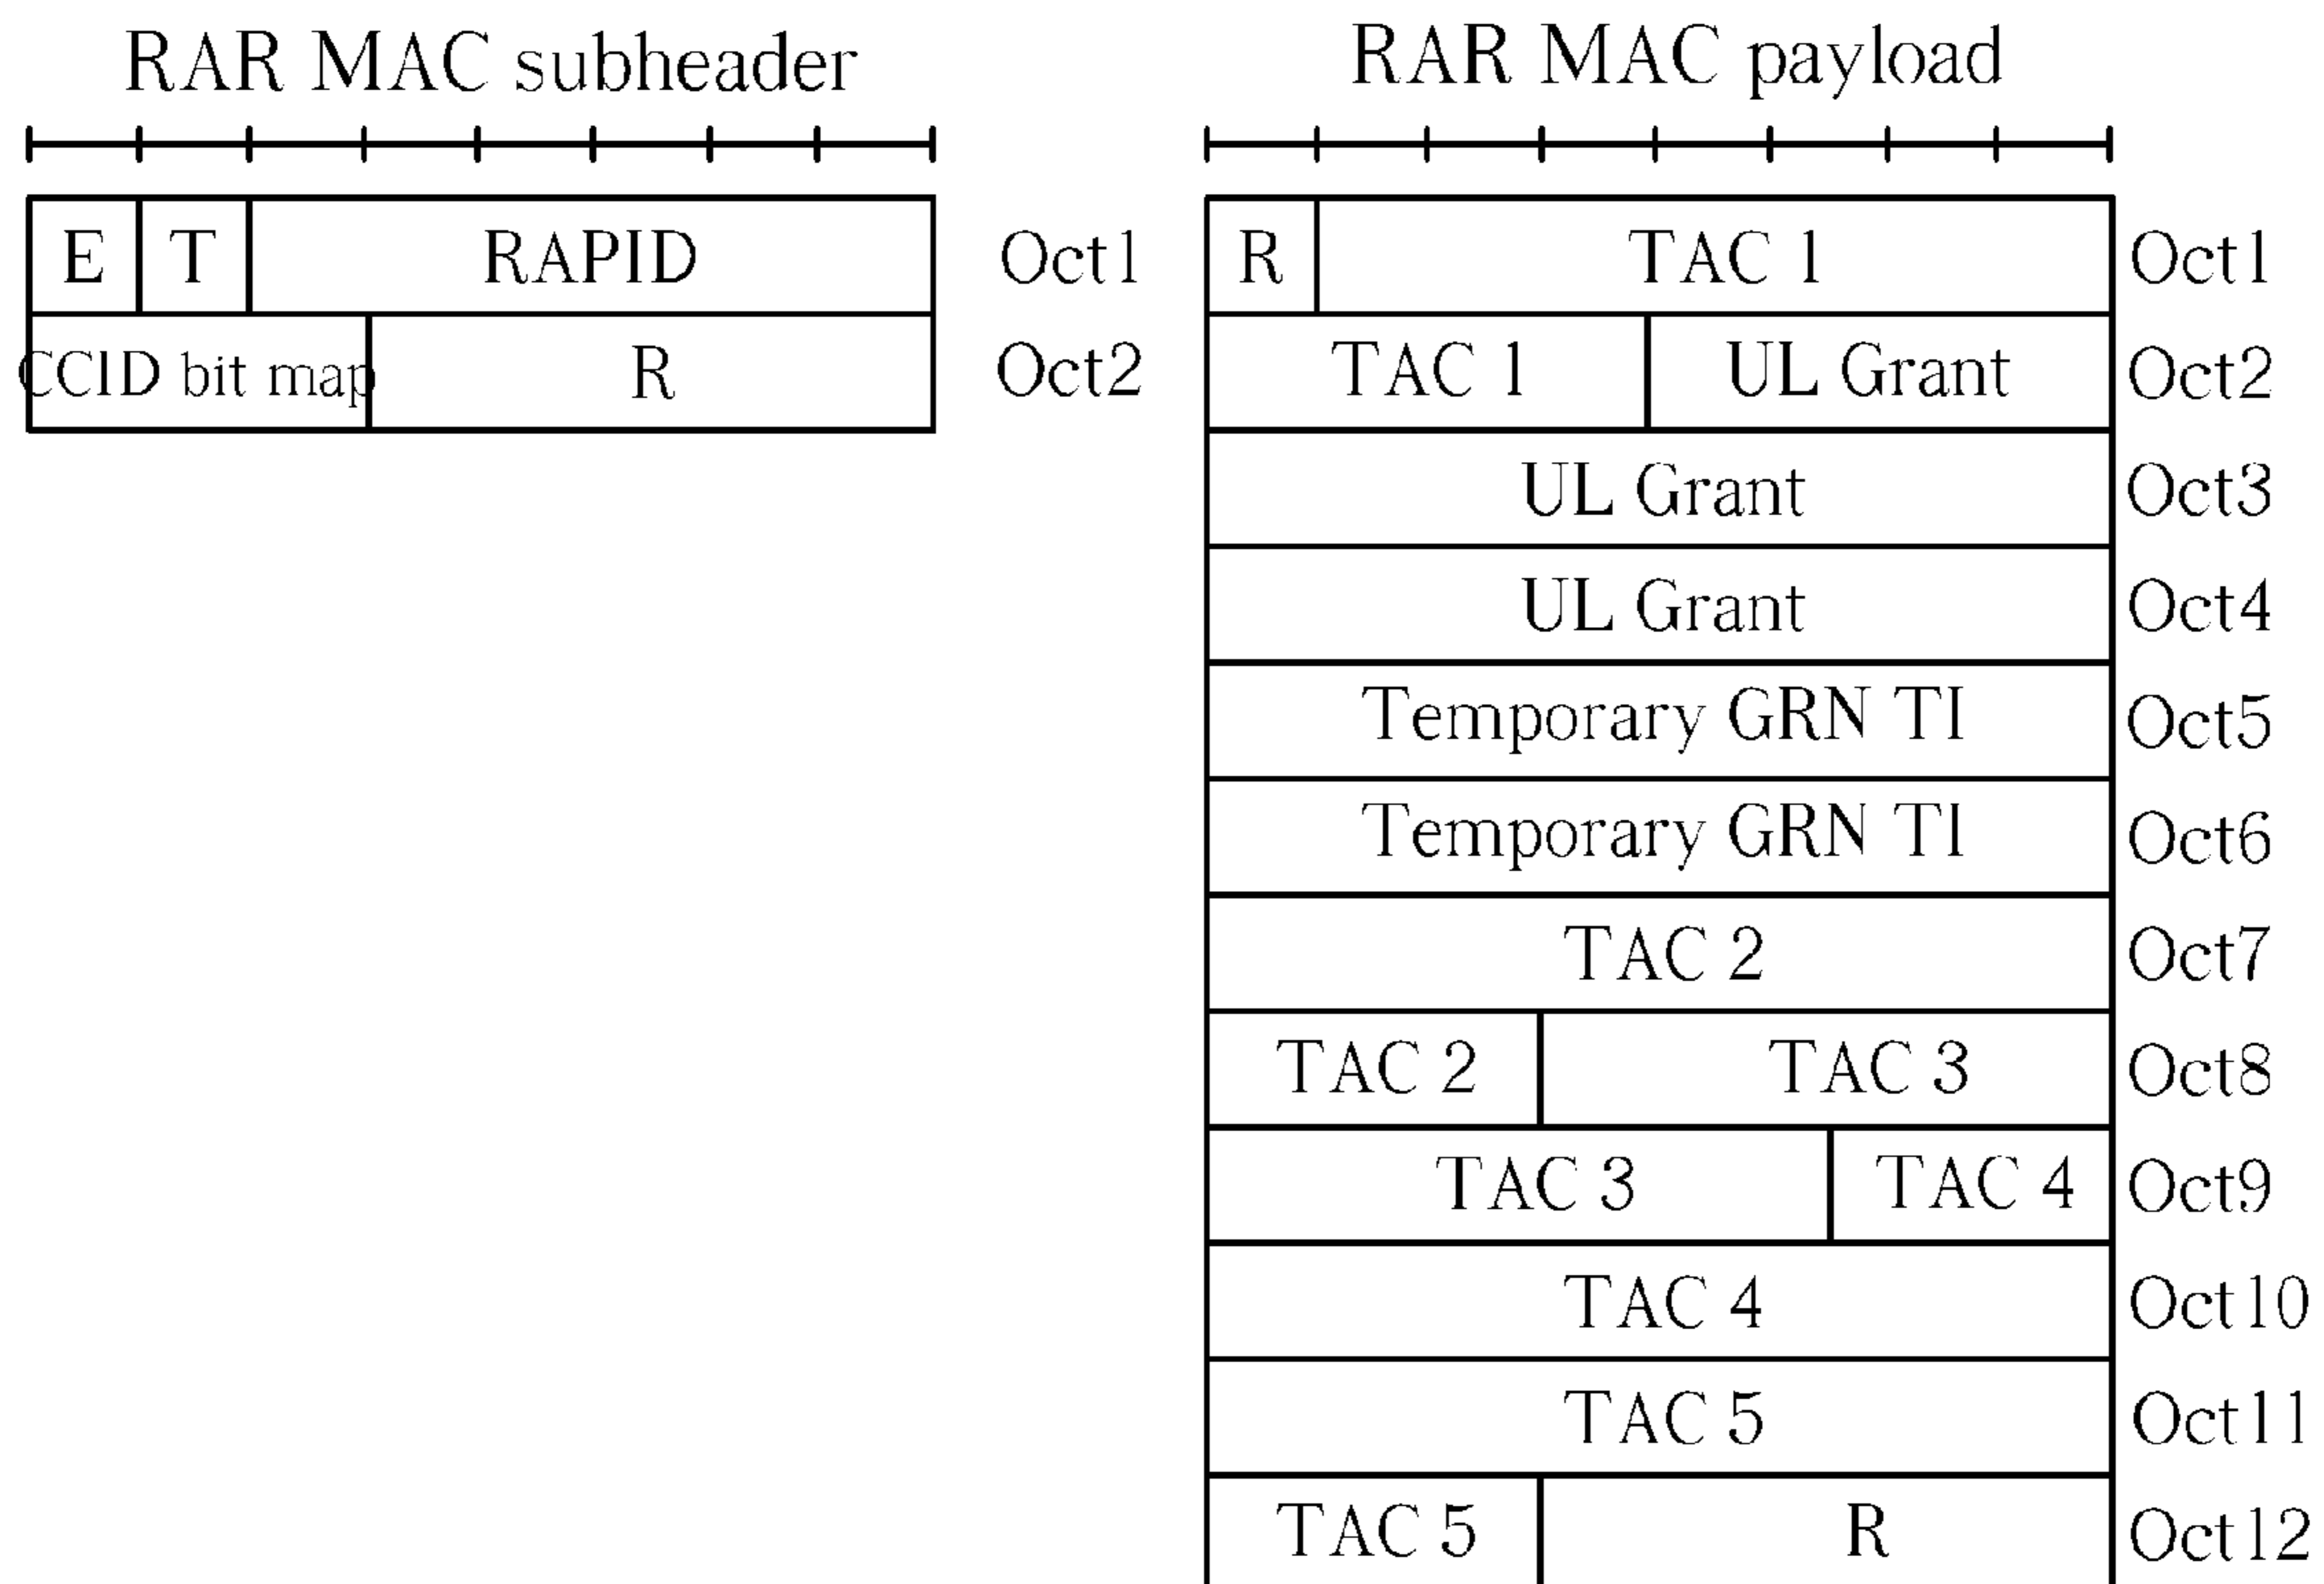 RAR MAC subheader
RAR MAC payload
E T RAPID Oct1
CCID bit map R Oct2
R TAC 1 Oct1
TAC 1 UL Grant Oct2
UL Grant Oct3
UL Grant Oct4
Temporary GRN TI Oct5
Temporary GRN TI Oct6
TAC 2 Oct7
TAC 2 TAC 3 Oct8
TAC 3 TAC 4 Oct9
TAC 4 Oct10
TAC 5 Oct11
TAC 5 R Oct12